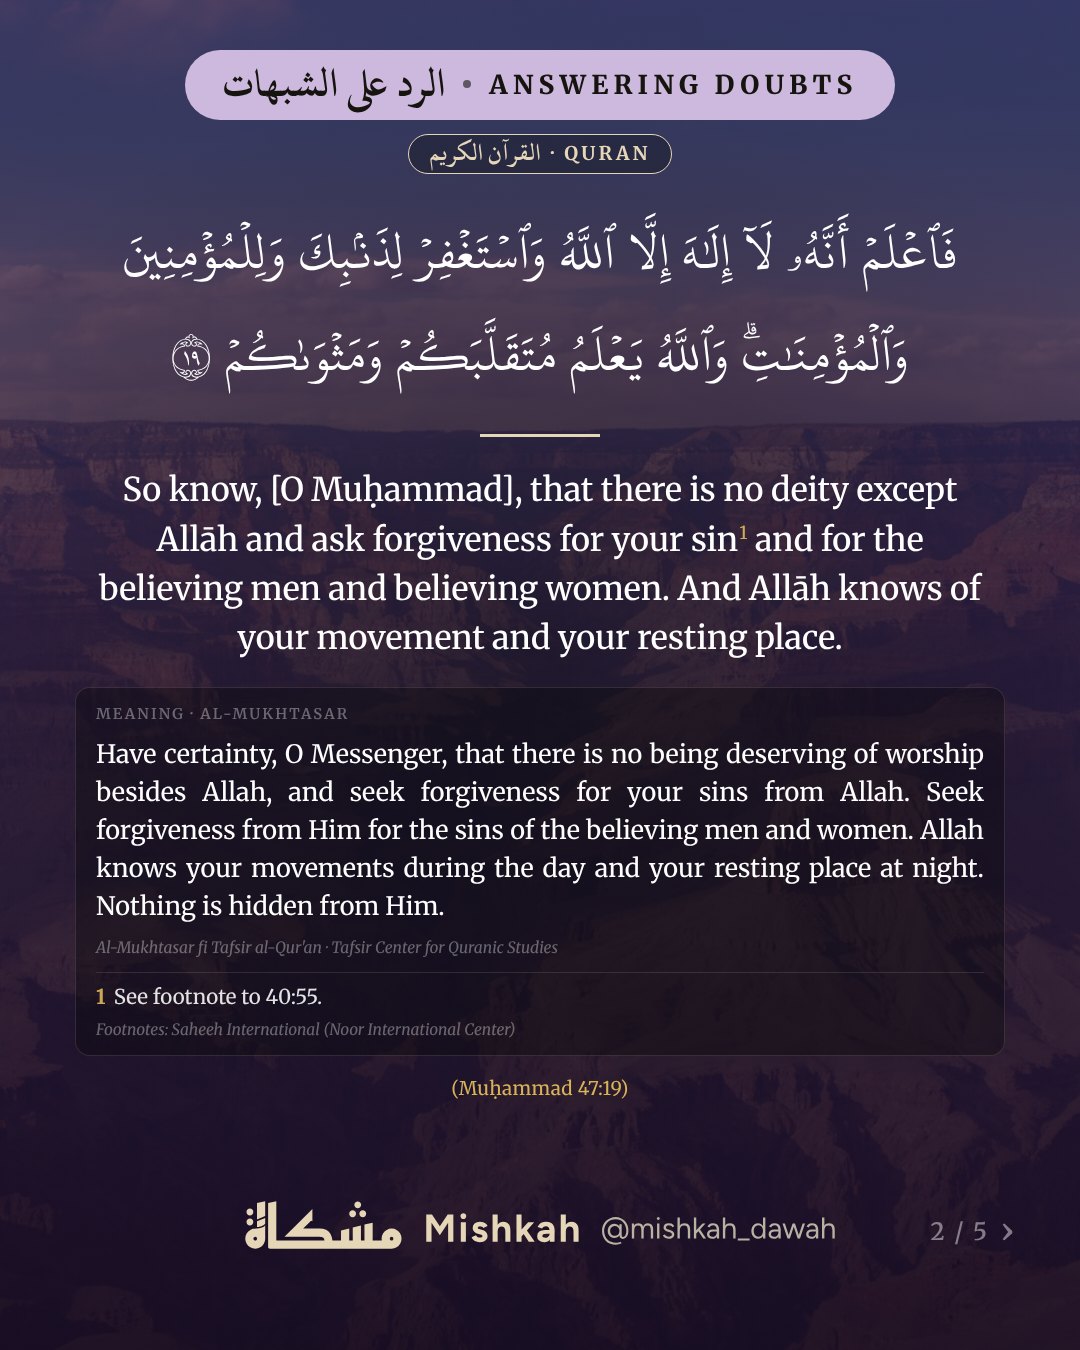 الرد على الشبهات • ANSWERING DOUBTS
القرآن الكريم · QURAN
فَٱعۡلَمۡ أَنَّهُۥ لَآ إِلَـٰهَ إِلَّا ٱللَّهُ وَٱسۡتَغۡفِرۡ لِذَنۢبِكَ وَلِلۡمُؤۡمِنِينَ
وَٱلۡمُؤۡمِنَـٰتِۗ وَٱللَّهُ يَعۡلَمُ مُتَقَلَّبَكُمۡ وَمَثۡوَىٰكُمۡ ١٩
So know, [O Muḥammad], that there is no deity except
Allāh and ask forgiveness for your sin1 and for the
believing men and believing women. And Allāh knows of
your movement and your resting place.
MEANING · AL-MUKHTASAR
Have certainty, O Messenger, that there is no being deserving of worship
besides Allah, and seek forgiveness for your sins from Allah. Seek
forgiveness from Him for the sins of the believing men and women. Allah
knows your movements during the day and your resting place at night.
Nothing is hidden from Him.
Al-Mukhtasar fi Tafsir al-Qur'an · Tafsir Center for Quranic Studies
1 See footnote to 40:55.
Footnotes: Saheeh International (Noor International Center)
(Muḥammad 47:19)
مشكاة Mishkah @mishkah_dawah
2 / 5 ›